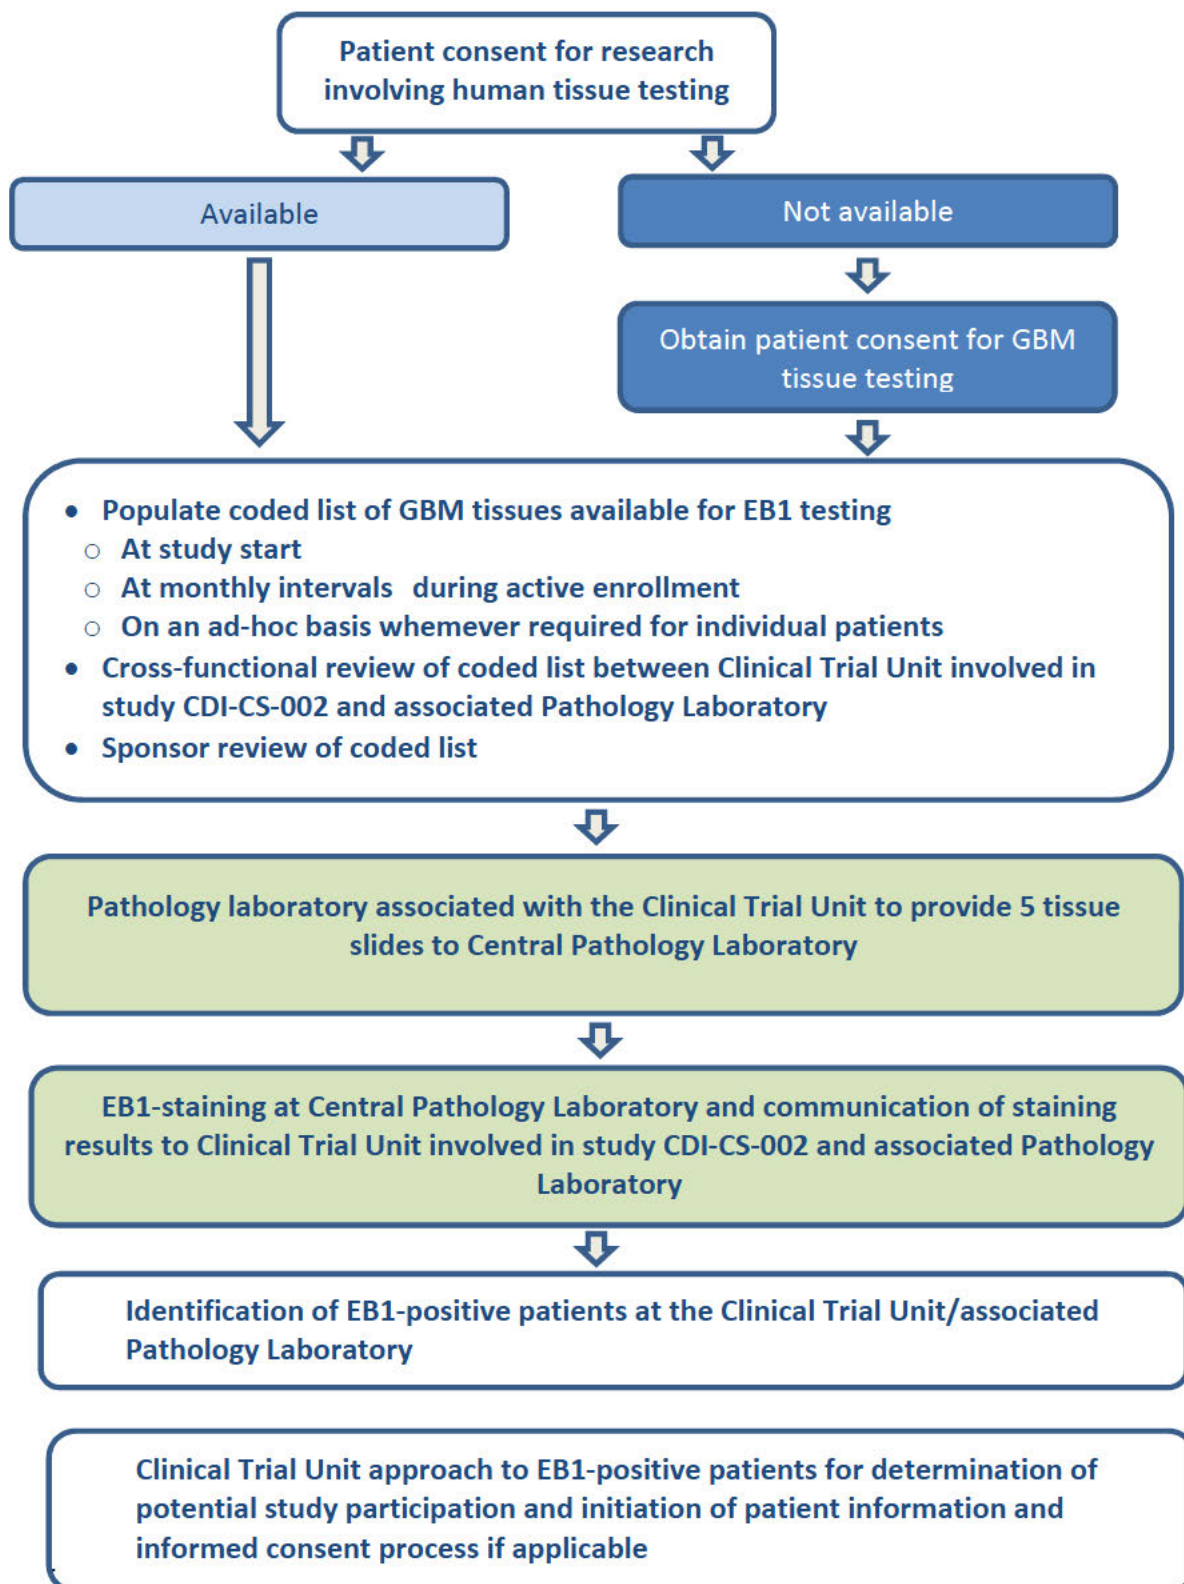 Patient consent for research
involving human tissue testing
Available
Not available
Obtain patient consent for GBM
tissue testing
• Populate coded list of GBM tissues available for EB1 testing
o At study start
o At monthly intervals during active enrollment
o On an ad-hoc basis whemever required for individual patients
• Cross-functional review of coded list between Clinical Trial Unit involved in
study CDI-CS-002 and associated Pathology Laboratory
• Sponsor review of coded list
Pathology laboratory associated with the Clinical Trial Unit to provide 5 tissue
slides to Central Pathology Laboratory
EB1-staining at Central Pathology Laboratory and communication of staining
results to Clinical Trial Unit involved in study CDI-CS-002 and associated Pathology
Laboratory
Identification of EB1-positive patients at the Clinical Trial Unit/associated
Pathology Laboratory
Clinical Trial Unit approach to EB1-positive patients for determination of
potential study participation and initiation of patient information and
informed consent process if applicable